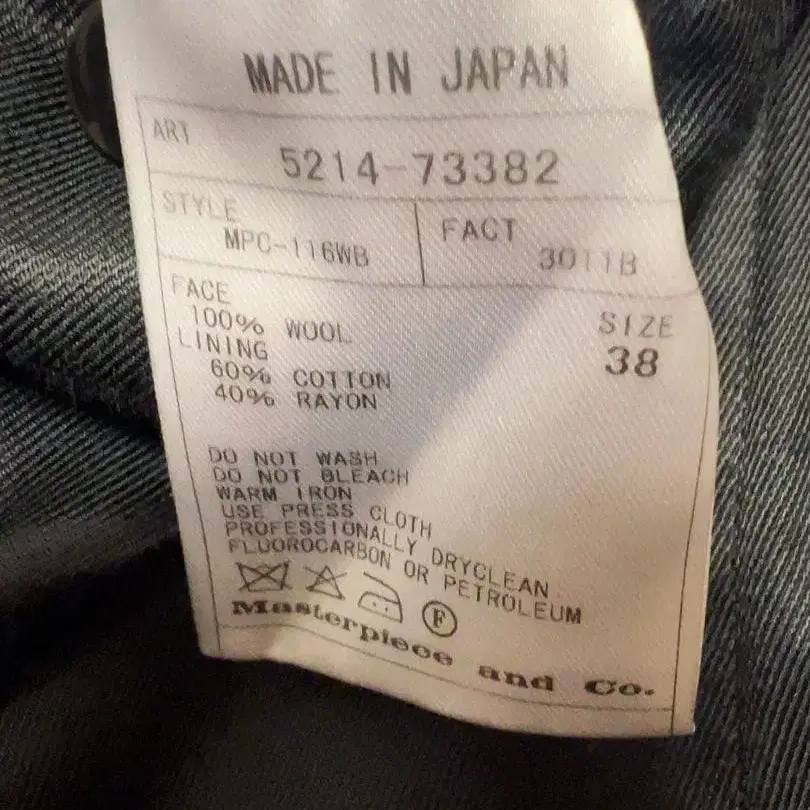 MADE IN JAPAN
ART
5214-73382
STYLE
MPC-116WB
FACT
3011B
FACE
100% WOOL
LINING
60% COTTON
40% RAYON
SIZE
38
DO NOT WASH
DO NOT BLEACH
WARM IRON
USE PRESS CLOTH
PROFESSIONALLY DRYCLEAN
FLUOROCARBON OR PETROLEUM
F
Masterpiece and Co.